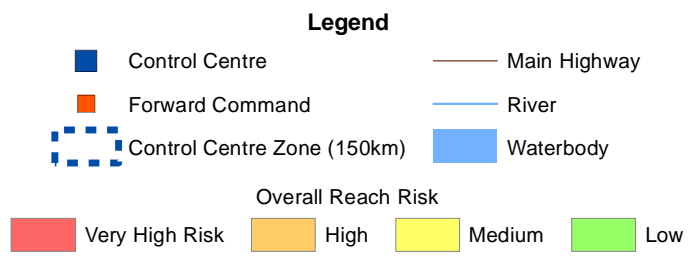 Legend
Control Centre
Main Highway
Forward Command
River
Control Centre Zone (150km)
Waterbody
Overall Reach Risk
Very High Risk
High
Medium
Low